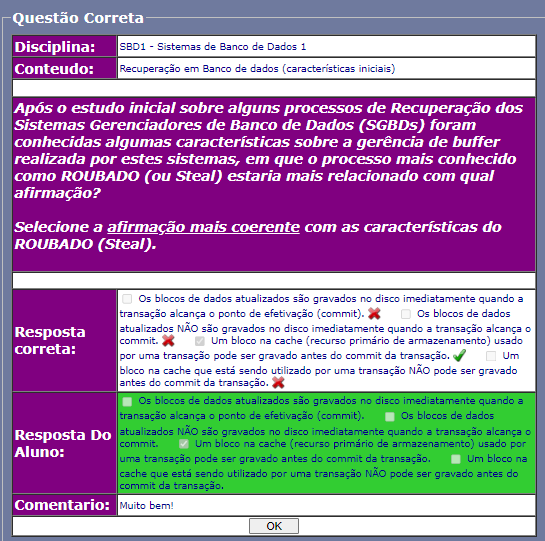 Questão Correta
Disciplina:
SBD1 - Sistemas de Banco de Dados 1
Conteudo:
Recuperação em Banco de dados (características iniciais)
Após o estudo inicial sobre alguns processos de Recuperação dos
Sistemas Gerenciadores de Banco de Dados (SGBDs) foram
conhecidas algumas características sobre a gerência de buffer
realizada por estes sistemas, em que o processo mais conhecido
como ROUBADO (ou Steal) estaria mais relacionado com qual
afirmação?
Selecione a afirmação mais coerente com as características do
ROUBADO (Steal).
Resposta
correta:
Os blocos de dados atualizados são gravados no disco imediatamente quando a
transação alcança o ponto de efetivação (commit). Os blocos de dados
atualizados NÃO são gravados no disco imediatamente quando a transação alcança o
commit. Um bloco na cache (recurso primário de armazenamento) usado
por uma transação pode ser gravado antes do commit da transação. Um
bloco na cache que está sendo utilizado por uma transação NÃO pode ser gravado
antes do commit da transação.
Resposta Do
Aluno:
Os blocos de dados atualizados são gravados no disco imediatamente quando a
transação alcança o ponto de efetivação (commit). Os blocos de dados
atualizados NÃO são gravados no disco imediatamente quando a transação alcança o
commit. Um bloco na cache (recurso primário de armazenamento) usado por
uma transação pode ser gravado antes do commit da transação. Um bloco na
cache que está sendo utilizado por uma transação NÃO pode ser gravado antes do
commit da transação.
Comentario:
Muito bem!
OK